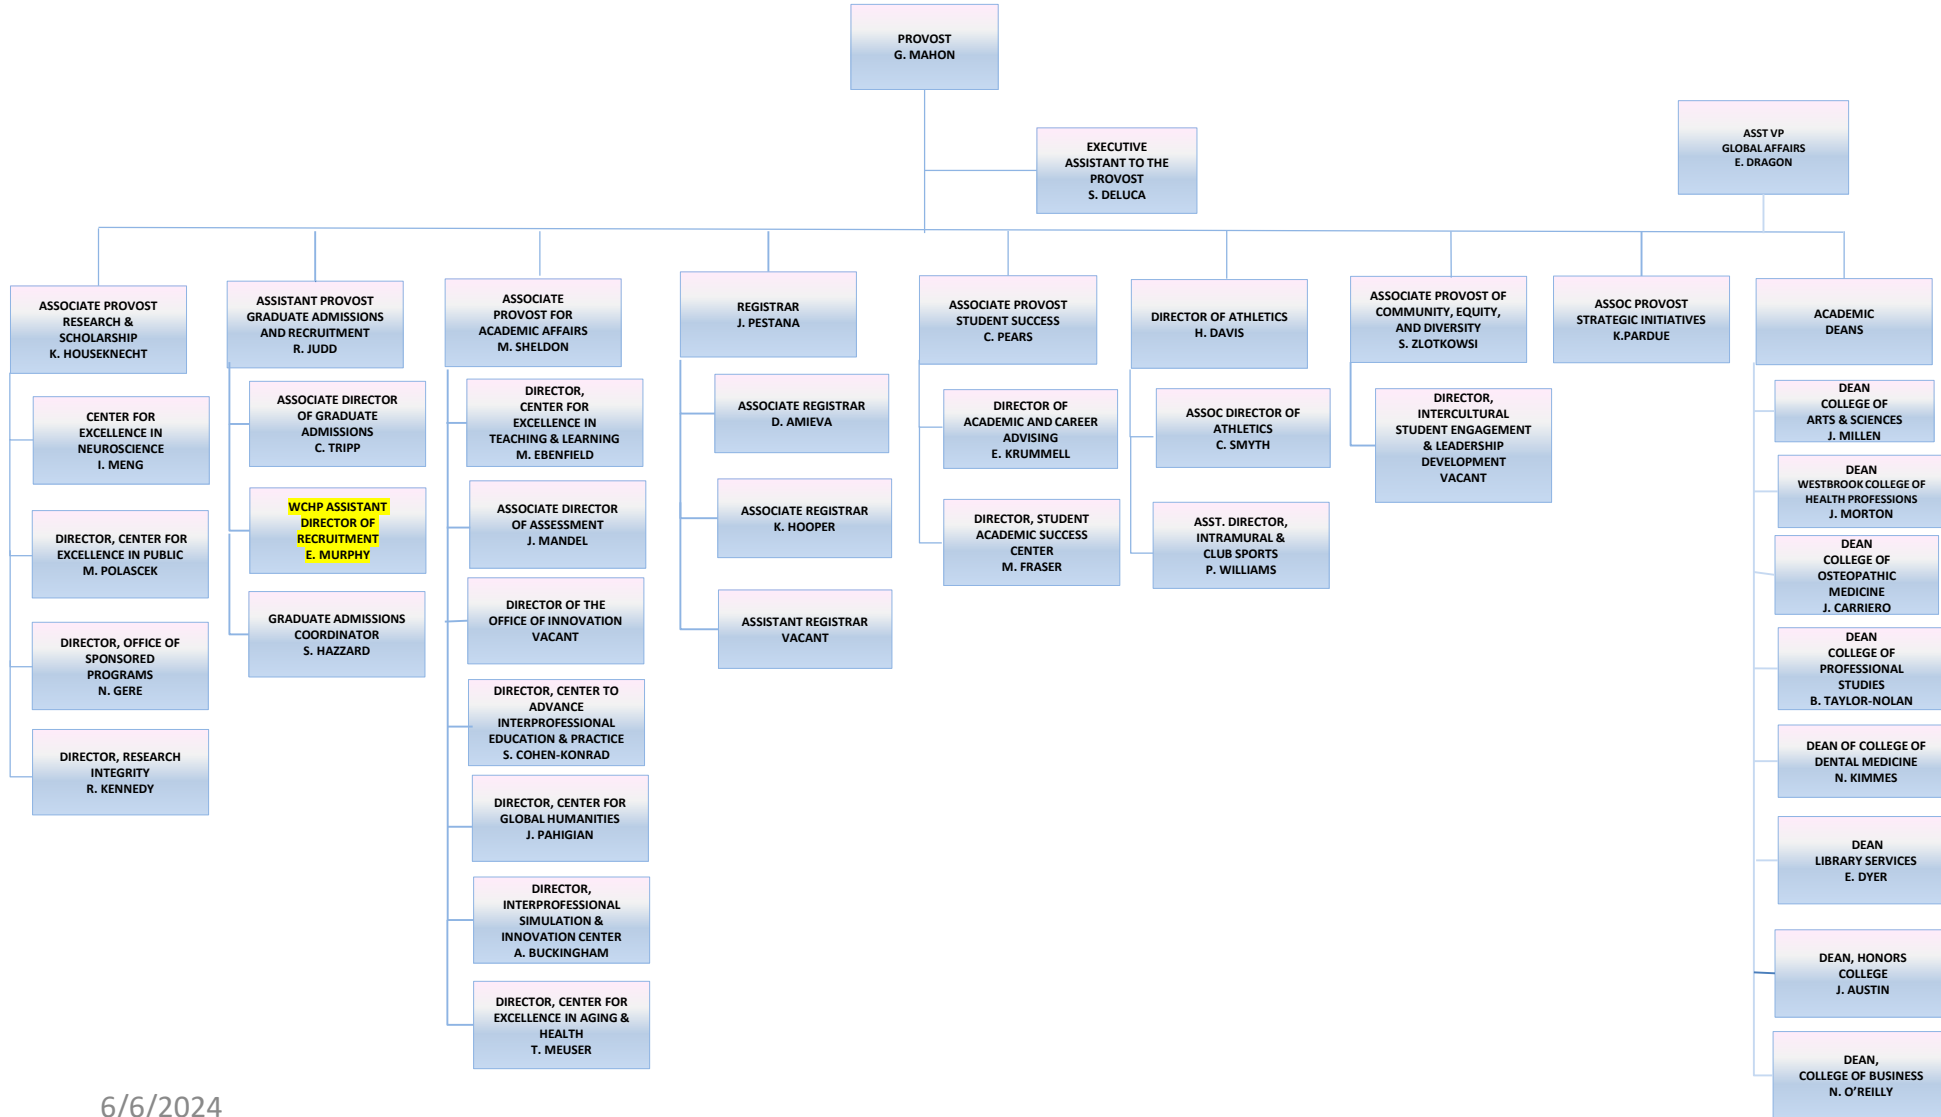 PROVOST
G. MAHON
EXECUTIVE
ASSISTANT TO THE
PROVOST
S. DELUCA
ASST VP
GLOBAL AFFAIRS
E. DRAGON
ASSOCIATE PROVOST
RESEARCH &
SCHOLARSHIP
K. HOUSEKNECHT
CENTER FOR
EXCELLENCE IN
NEUROSCIENCE
I. MENG
DIRECTOR, CENTER FOR
EXCELLENCE IN PUBLIC
M. POLASCEK
DIRECTOR, OFFICE OF
SPONSORED
PROGRAMS
N. GERE
DIRECTOR, RESEARCH
INTEGRITY
R. KENNEDY
ASSISTANT PROVOST
GRADUATE ADMISSIONS
AND RECRUITMENT
R. JUDD
ASSOCIATE DIRECTOR
OF GRADUATE
ADMISSIONS
C. TRIPP
WCHP ASSISTANT
DIRECTOR OF
RECRUITMENT
E. MURPHY
GRADUATE ADMISSIONS
COORDINATOR
S. HAZZARD
ASSOCIATE
PROVOST FOR
ACADEMIC AFFAIRS
M. SHELDON
DIRECTOR,
CENTER FOR
EXCELLENCE IN
TEACHING & LEARNING
M. EBENFIELD
ASSOCIATE DIRECTOR
OF ASSESSMENT
J. MANDEL
DIRECTOR OF THE
OFFICE OF INNOVATION
VACANT
DIRECTOR, CENTER TO
ADVANCE
INTERPROFESSIONAL
EDUCATION & PRACTICE
S. COHEN-KONRAD
DIRECTOR, CENTER FOR
GLOBAL HUMANITIES
J. PAHIGIAN
DIRECTOR,
INTERPROFESSIONAL
SIMULATION &
INNOVATION CENTER
A. BUCKINGHAM
DIRECTOR, CENTER FOR
EXCELLENCE IN AGING &
HEALTH
T. MEUSER
REGISTRAR
J. PESTANA
ASSOCIATE REGISTRAR
D. AMIEVA
ASSOCIATE REGISTRAR
K. HOOPER
ASSISTANT REGISTRAR
VACANT
ASSOCIATE PROVOST
STUDENT SUCCESS
C. PEARS
DIRECTOR OF
ACADEMIC AND CAREER
ADVISING
E. KRUMMELL
DIRECTOR, STUDENT
ACADEMIC SUCCESS
CENTER
M. FRASER
DIRECTOR OF ATHLETICS
H. DAVIS
ASSOC DIRECTOR OF
ATHLETICS
C. SMYTH
ASST. DIRECTOR,
INTRAMURAL &
CLUB SPORTS
P. WILLIAMS
ASSOCIATE PROVOST OF
COMMUNITY, EQUITY,
AND DIVERSITY
S. ZLOTKOWSI
DIRECTOR,
INTERCULTURAL
STUDENT ENGAGEMENT
& LEADERSHIP
DEVELOPMENT
VACANT
ASSOC PROVOST
STRATEGIC INITIATIVES
K.PARDUE
ACADEMIC
DEANS
DEAN
COLLEGE OF
ARTS & SCIENCES
J. MILLEN
DEAN
WESTBROOK COLLEGE OF
HEALTH PROFESSIONS
J. MORTON
DEAN
COLLEGE OF
OSTEOPATHIC
MEDICINE
J. CARRIERO
DEAN
COLLEGE OF
PROFESSIONAL
STUDIES
B. TAYLOR-NOLAN
DEAN OF COLLEGE OF
DENTAL MEDICINE
N. KIMMES
DEAN
LIBRARY SERVICES
E. DYER
DEAN, HONORS
COLLEGE
J. AUSTIN
DEAN,
COLLEGE OF BUSINESS
N. O’REILLY
6/6/2024